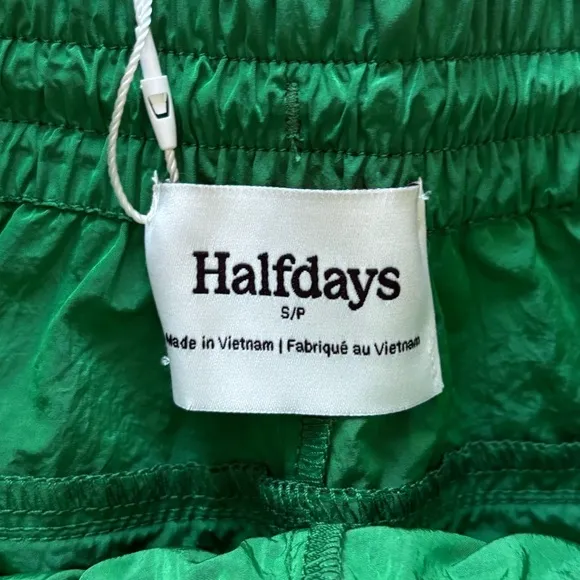 Halfdays
S/P
Made in Vietnam | Fabriqué au Vietnam